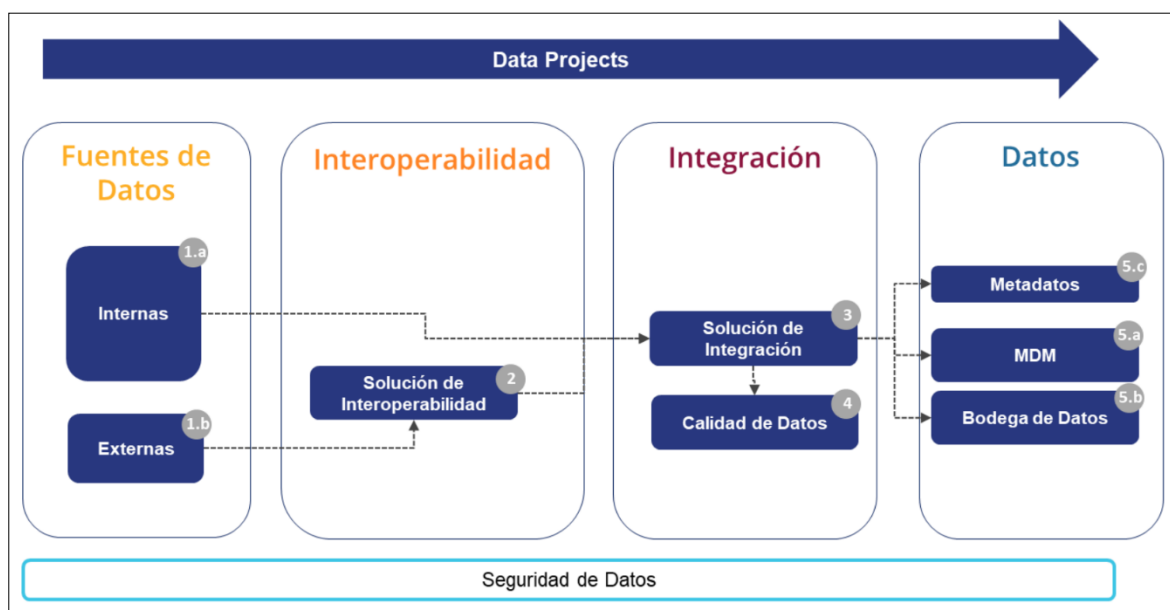 Data Projects
Fuentes de
Datos
1.a
Internas
1.b
Externas
Interoperabilidad
2
Solución de
Interoperabilidad
Integración
3
Solución de
Integración
4
Calidad de Datos
Datos
5.c
Metadatos
5.a
MDM
5.b
Bodega de Datos
Seguridad de Datos